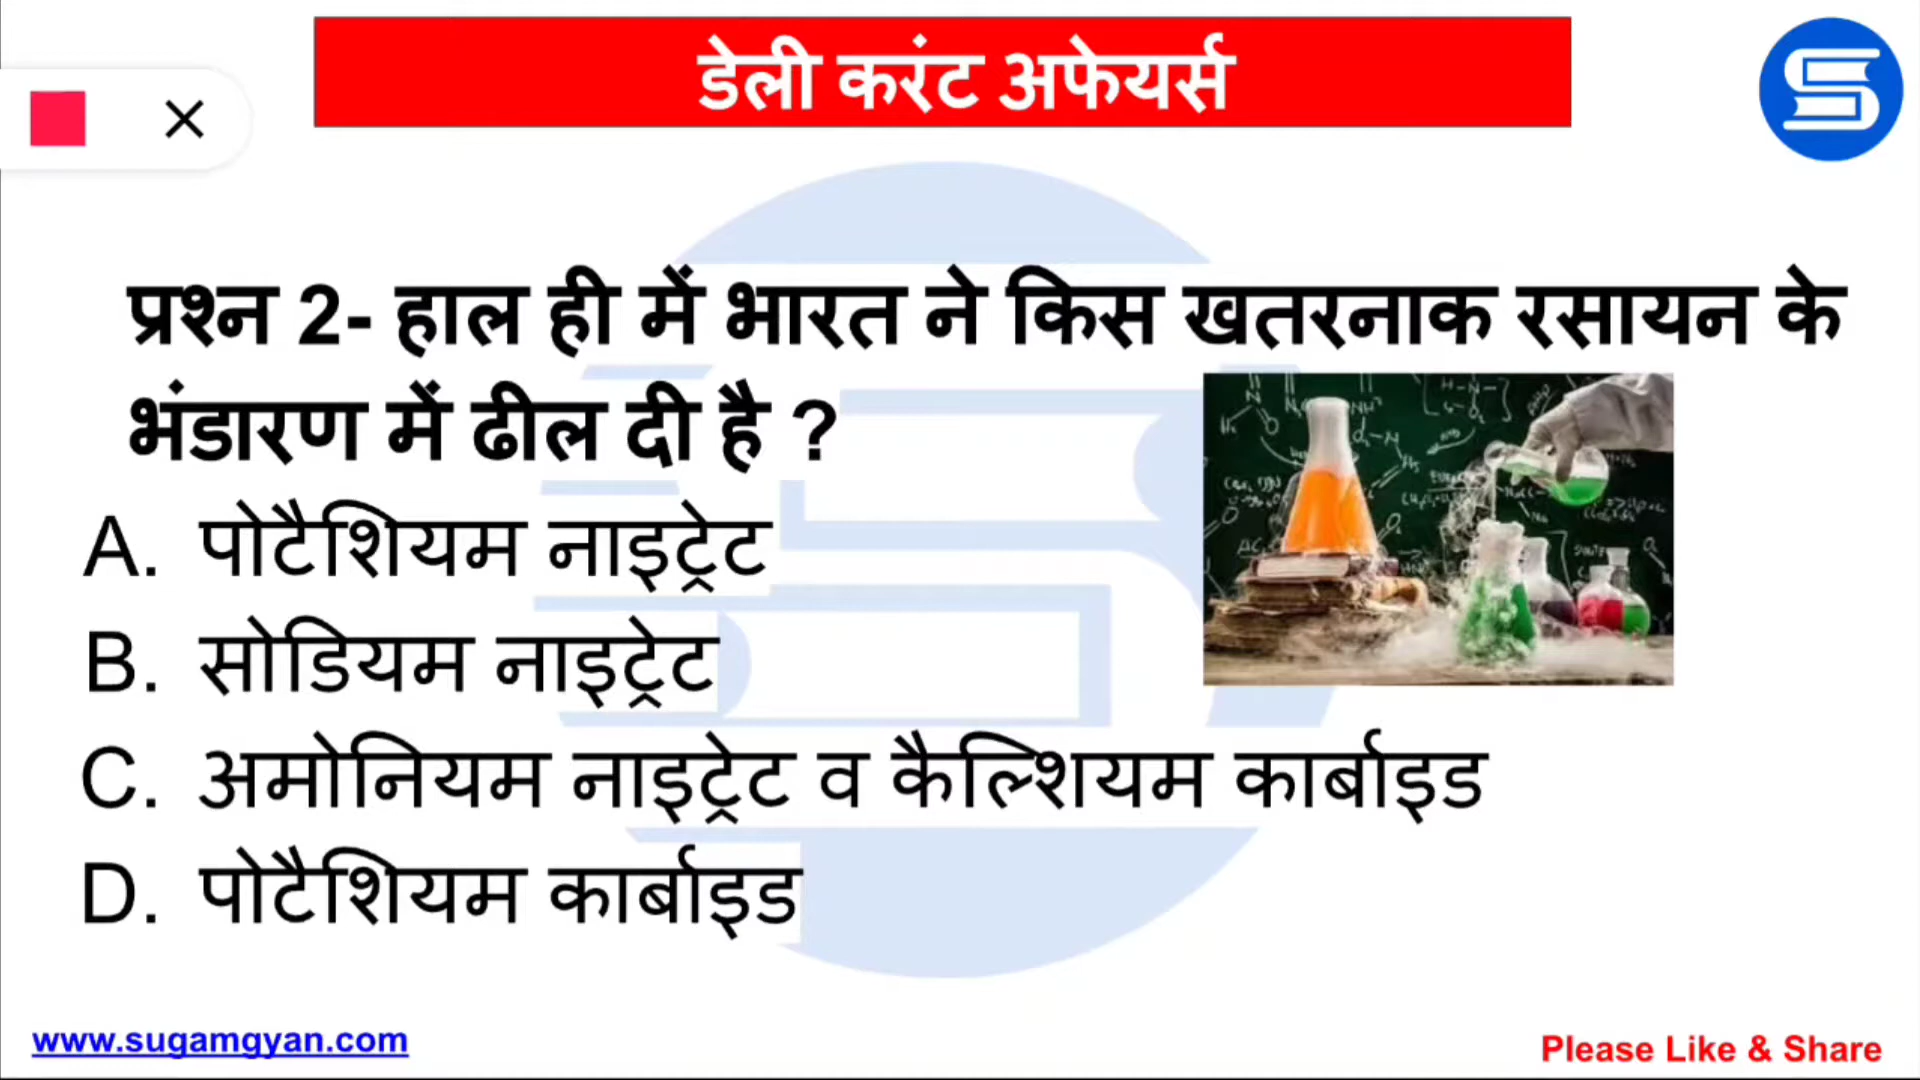 डेली करंट अफेयर्स
प्रश्न 2- हाल ही में भारत ने किस खतरनाक रसायन के
भंडारण में ढील दी है ?
A. पोटैशियम नाइट्रेट
B. सोडियम नाइट्रेट
C. अमोनियम नाइट्रेट व कैल्शियम कार्बाइड
D. पोटैशियम कार्बाइड
www.sugamgyan.com
Please Like & Share